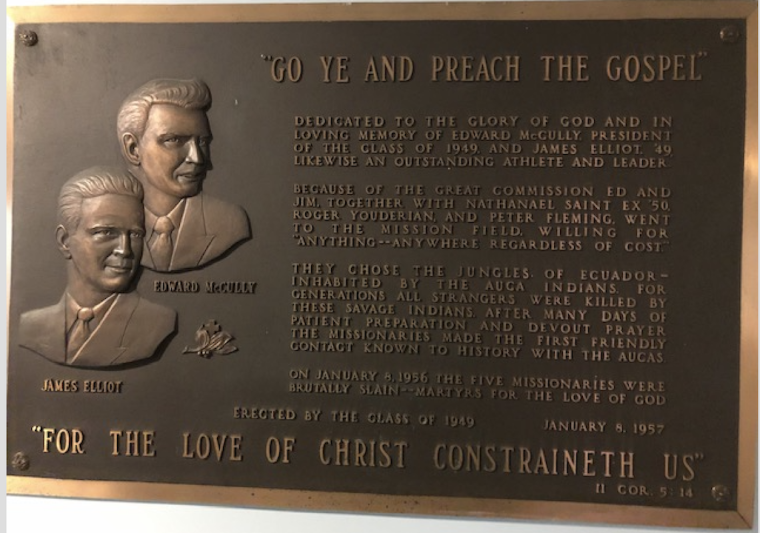 "GO YE AND PREACH THE GOSPEL"
DEDICATED TO THE GLORY OF GOD AND IN
LOVING MEMORY OF EDWARD McCULLY, PRESIDENT
OF THE CLASS OF 1949, AND JAMES ELLIOT, '49,
LIKEWISE AN OUTSTANDING ATHLETE AND LEADER.
BECAUSE OF THE GREAT COMMISSION ED AND
JIM, TOGETHER WITH NATHANAEL SAINT EX '50,
ROGER YOUDERIAN, AND PETER FLEMING, WENT
TO THE MISSION FIELD, WILLING FOR
"ANYTHING--ANYWHERE REGARDLESS OF COST."
THEY CHOSE THE JUNGLES OF ECUADOR-
INHABITED BY THE AUCA INDIANS. FOR
GENERATIONS ALL STRANGERS WERE KILLED BY
THESE SAVAGE INDIANS. AFTER MANY DAYS OF
PATIENT PREPARATION AND DEVOUT PRAYER
THE MISSIONARIES MADE THE FIRST FRIENDLY
CONTACT KNOWN TO HISTORY WITH THE AUCAS.
ON JANUARY 8, 1956 THE FIVE MISSIONARIES WERE
BRUTALLY SLAIN--MARTYRS FOR THE LOVE OF GOD
EDWARD McCULLY
JAMES ELLIOT
ERECTED BY THE CLASS OF 1949 JANUARY 8, 1957
"FOR THE LOVE OF CHRIST CONSTRAINETH US"
II COR. 5:14